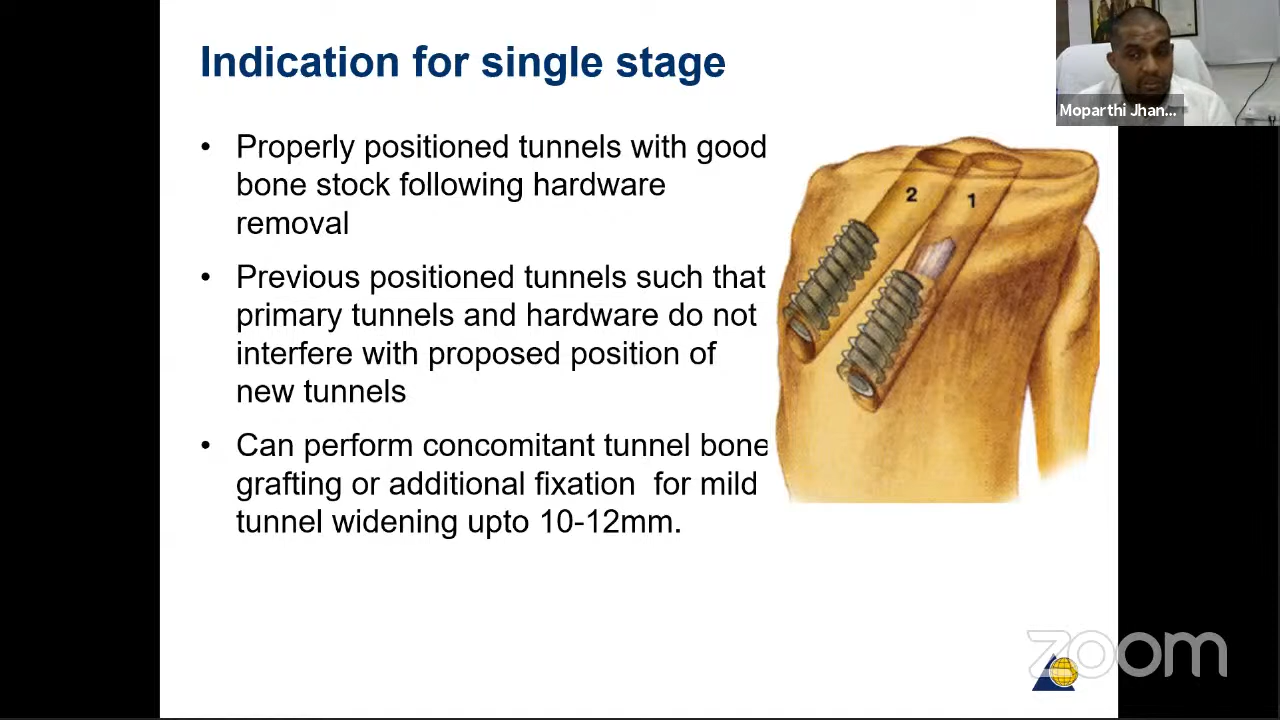 Indication for single stage
• Properly positioned tunnels with good
bone stock following hardware
removal
• Previous positioned tunnels such that
primary tunnels and hardware do not
interfere with proposed position of
new tunnels
• Can perform concomitant tunnel bone
grafting or additional fixation for mild
tunnel widening upto 10-12mm.
2
1
Moparthi Jhan...
zoom